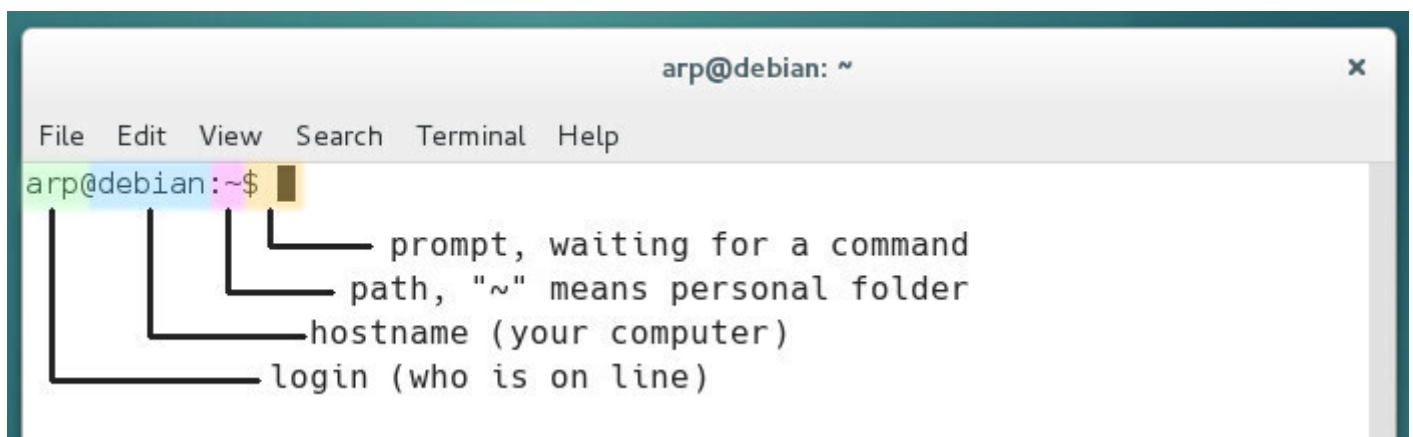 arp@debian: ~
×
File Edit View Search Terminal Help
arp@debian:~$
prompt, waiting for a command
path, "~" means personal folder
hostname (your computer)
login (who is on line)